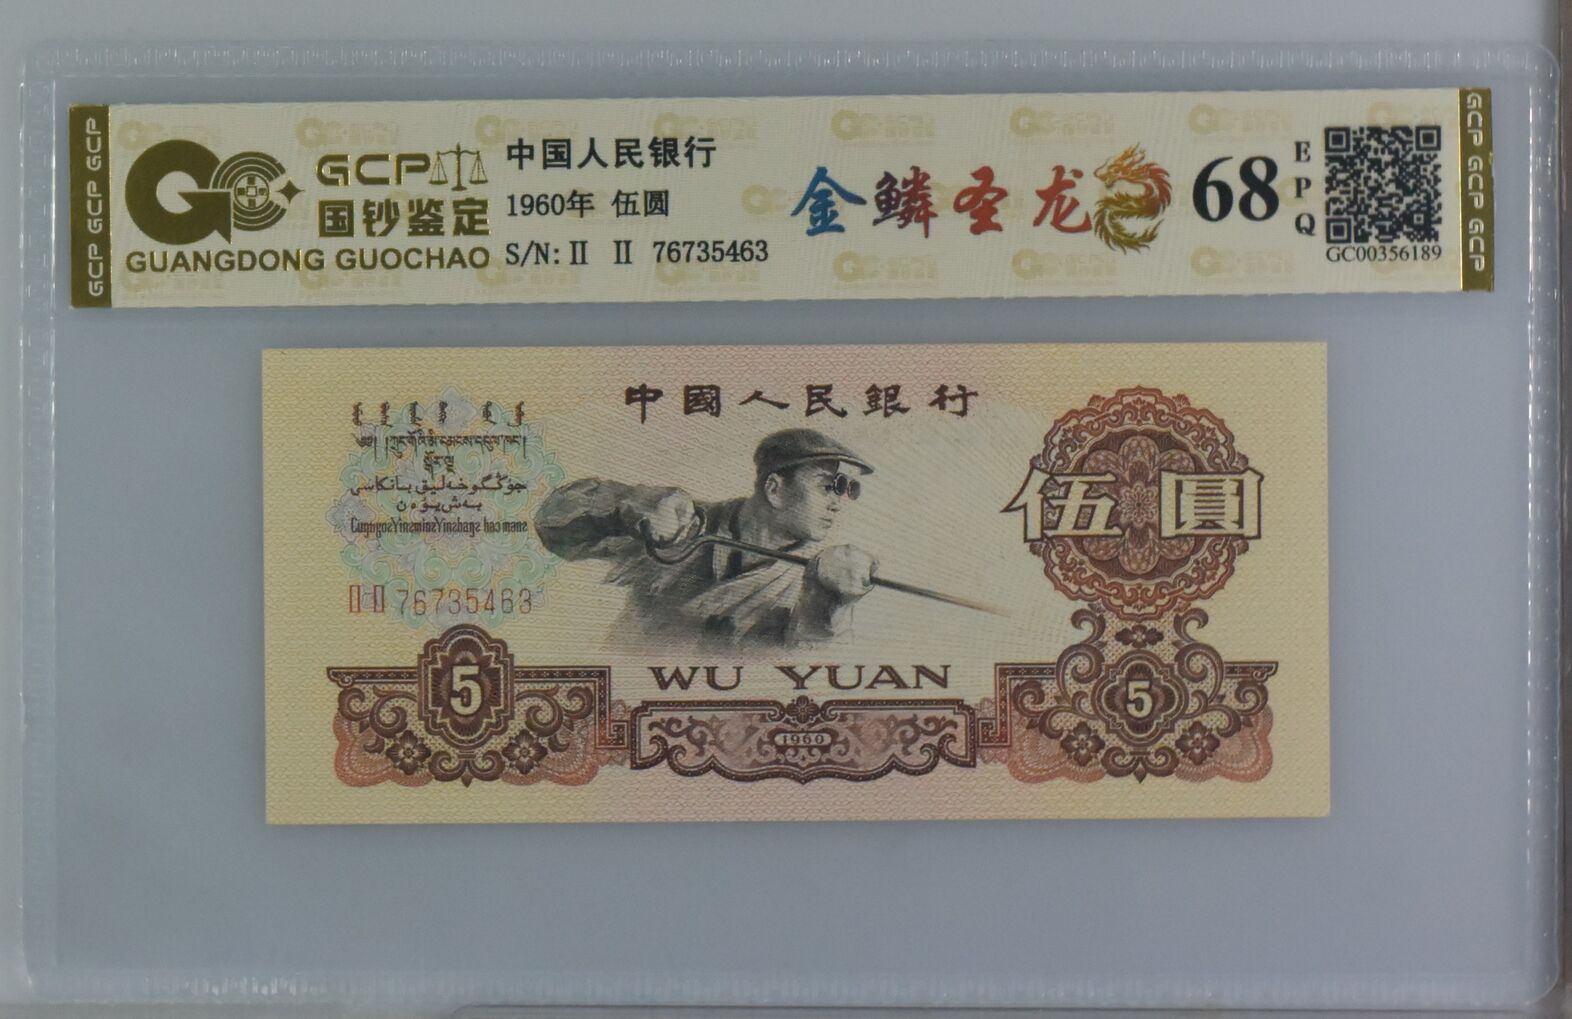 GCP GCP GCP
GCP
国钞鉴定
GUANGDONG GUOCHAO
中国人民银行
1960年 伍圆
S/N: II II 76735463
金鳞圣龙
68
EPQ
GC00356189
GCP GCP GCP
中國人民銀行
伍圓
II II 76735463
WU YUAN
5
1960
5